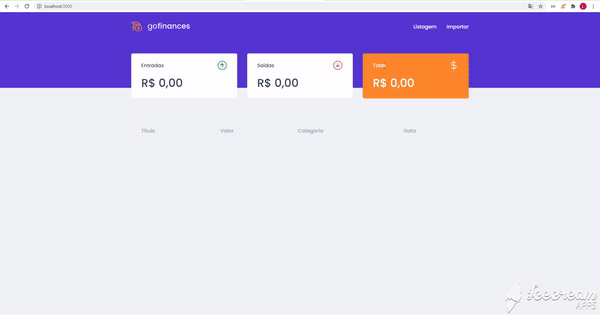 localhost:3000
gofinances
Listagem Importar
Entradas Saídas Total
R$ 0,00 R$ 0,00 R$ 0,00
Título Valor Categoria Data
Icecream
APPS